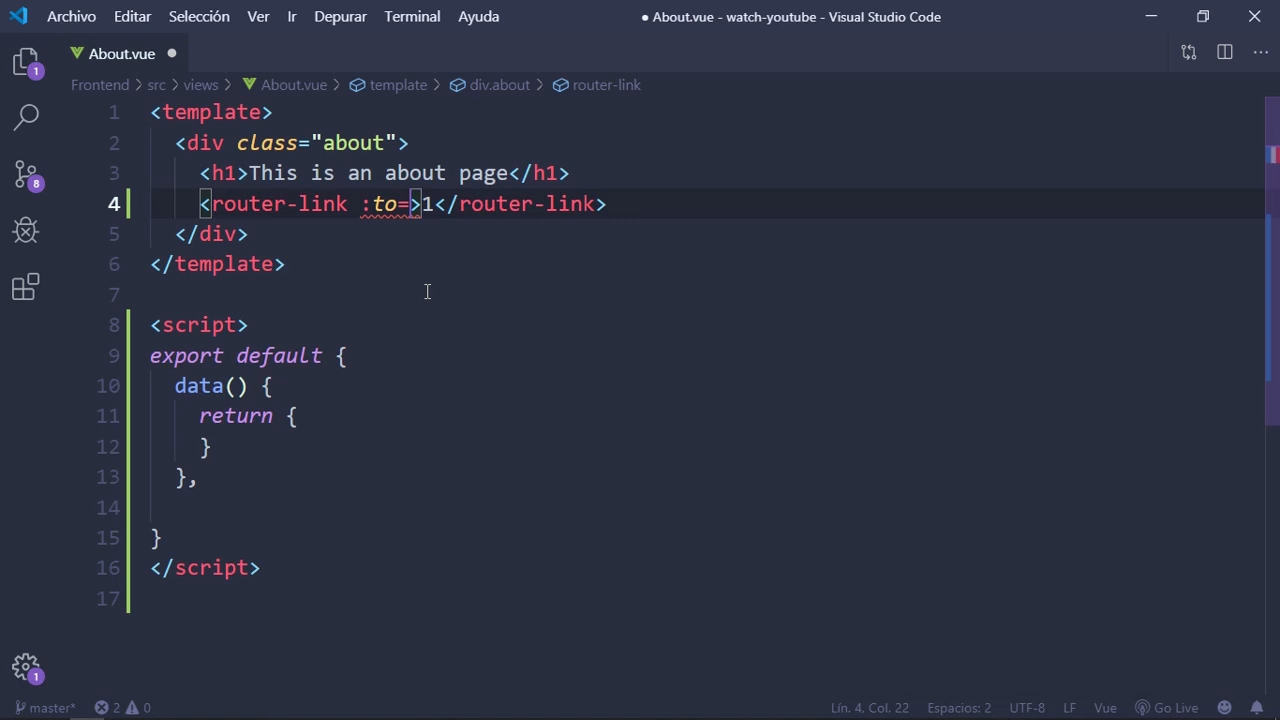 Archivo Editar Selección Ver Ir Depurar Terminal Ayuda ● About.vue - watch-youtube - Visual Studio Code
About.vue
Frontend > src > views > About.vue > template > div.about > router-link
1 <template>
2 <div class="about">
3 <h1>This is an about page</h1>
4 <router-link :to=>1</router-link>
5 </div>
6 </template>
7
8 <script>
9 export default {
10 data() {
11 return {
12 }
13 },
14
15 }
16 </script>
17
1
8
1
master* 2 0 Lín. 4, Col. 22 Espacios: 2 UTF-8 LF Vue Go Live